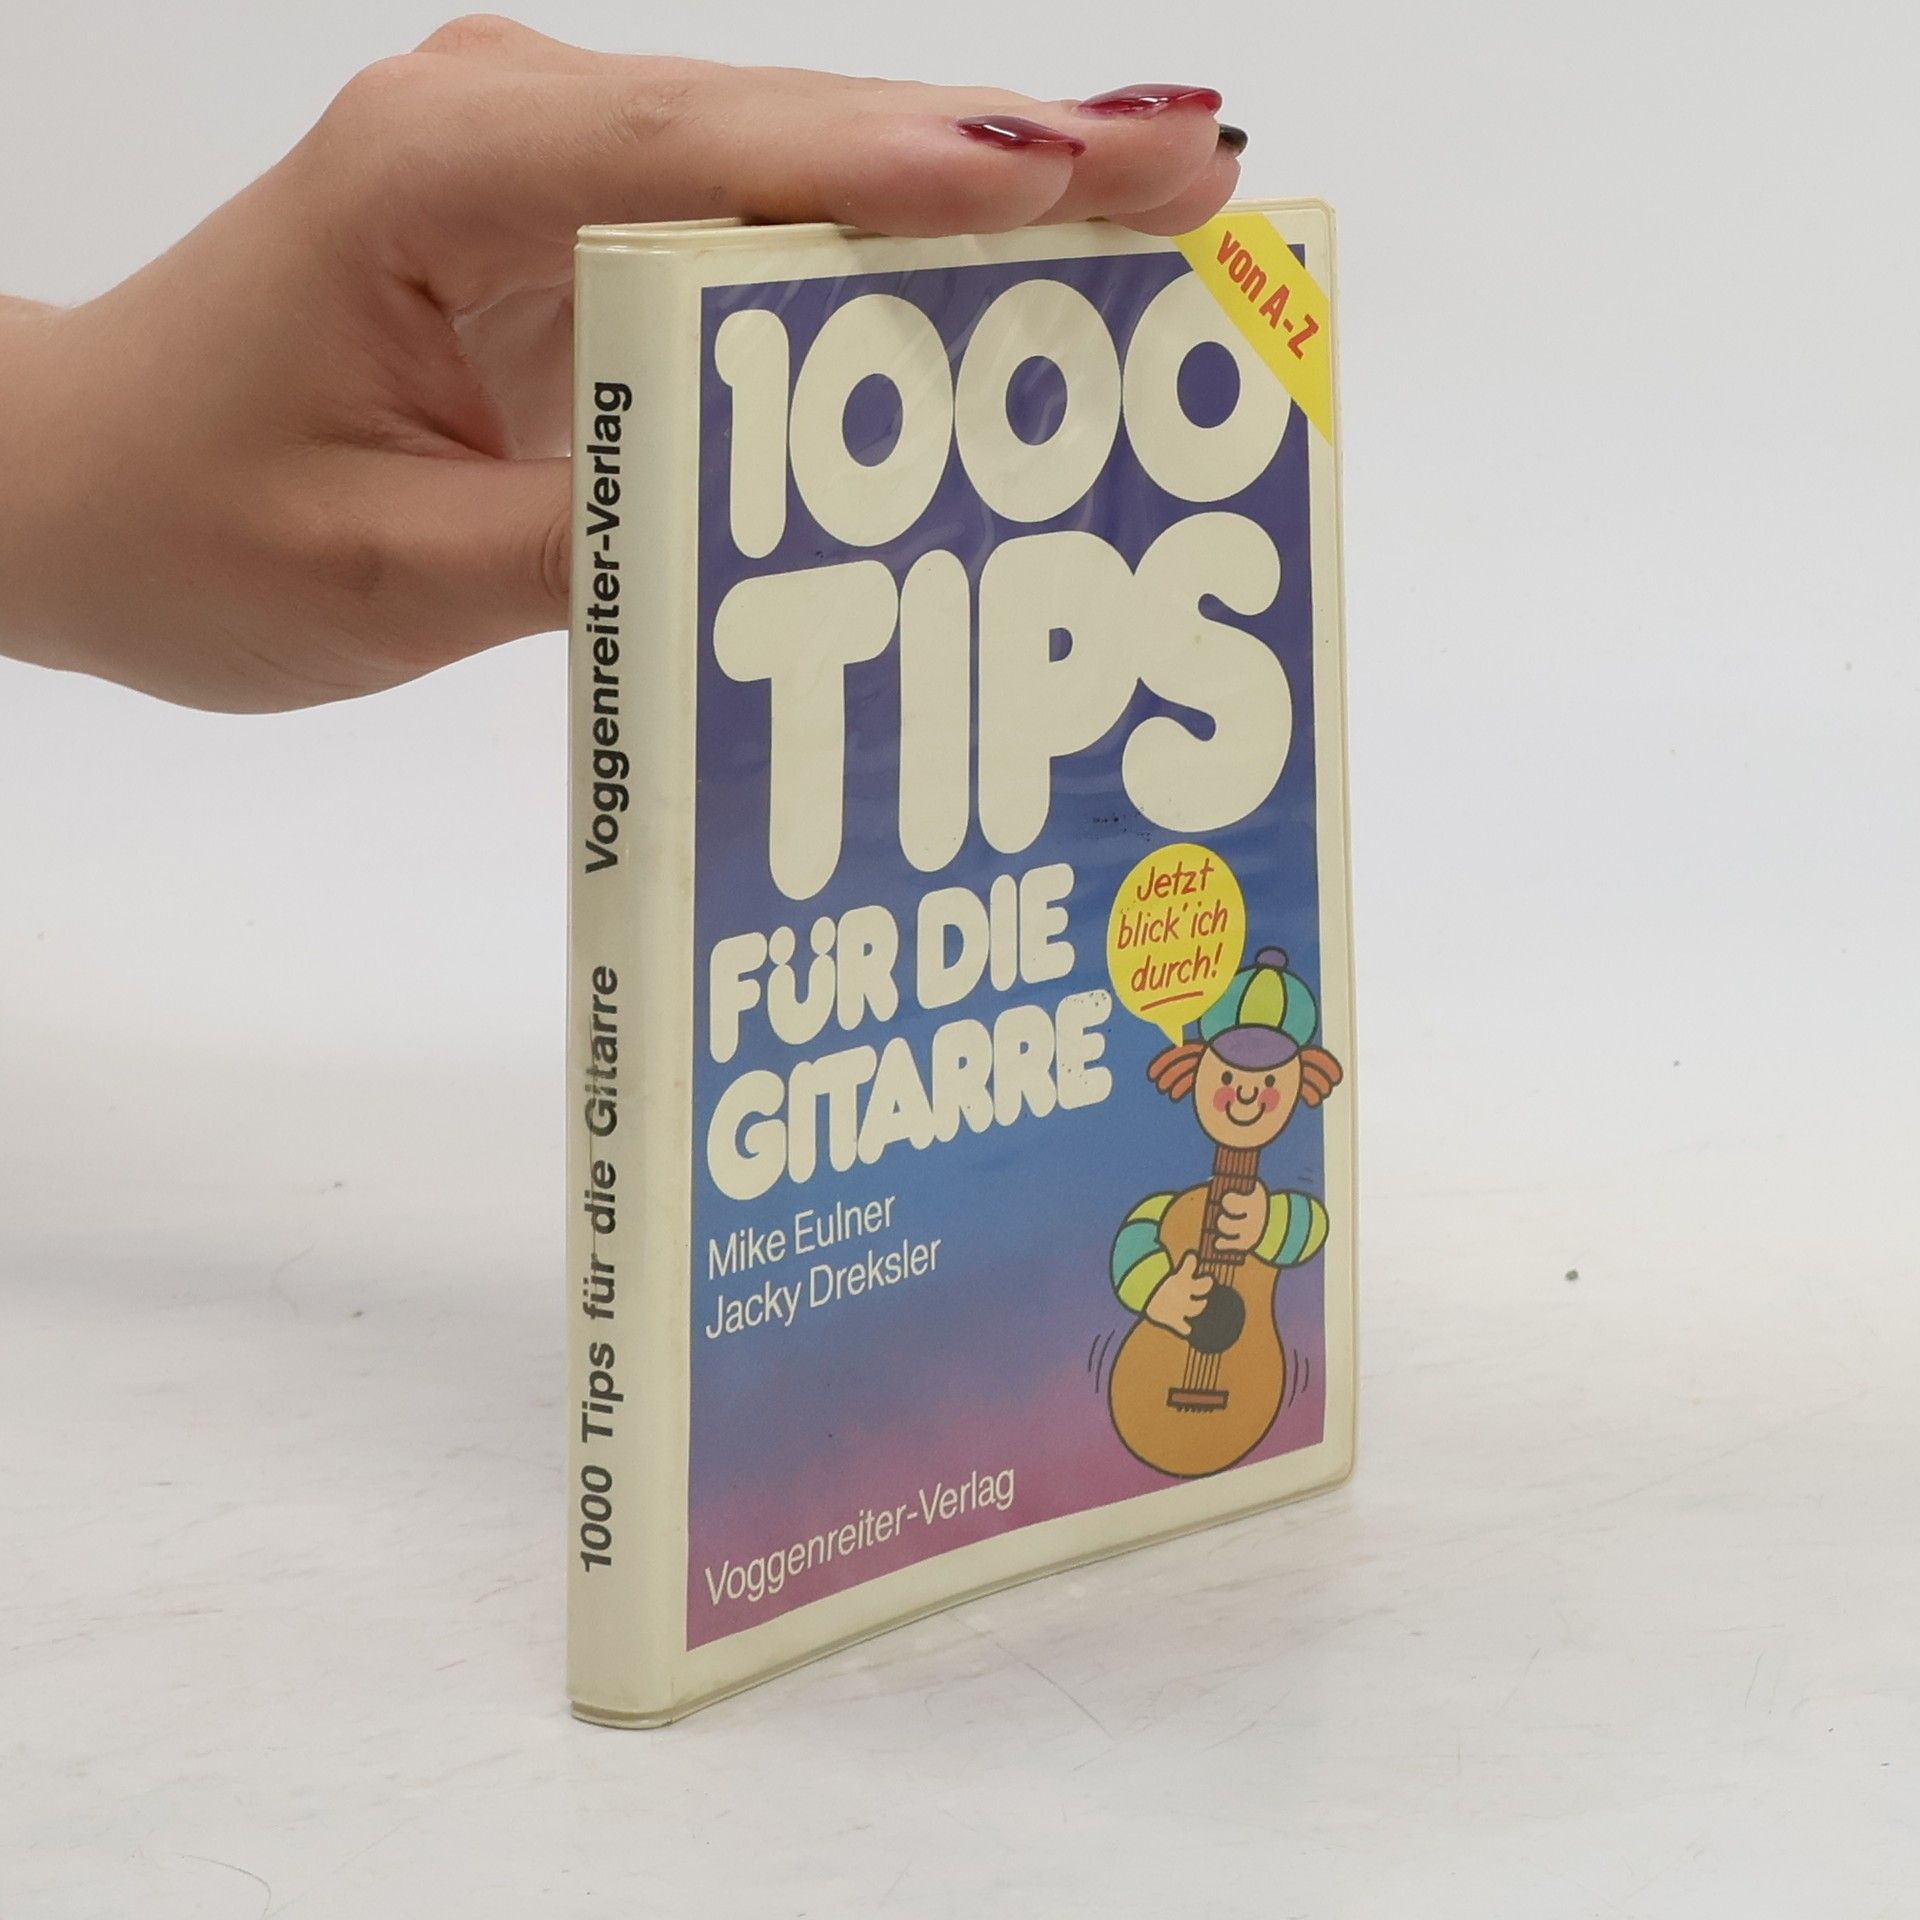 1000 Tips für die Gitarre Voggenreiter-Verlag
von A-Z
1000
TIPS
FÜR DIE
GITARRE
Jetzt
blick' ich
durch!
Mike Eulner
Jacky Dreksler
Voggenreiter-Verlag